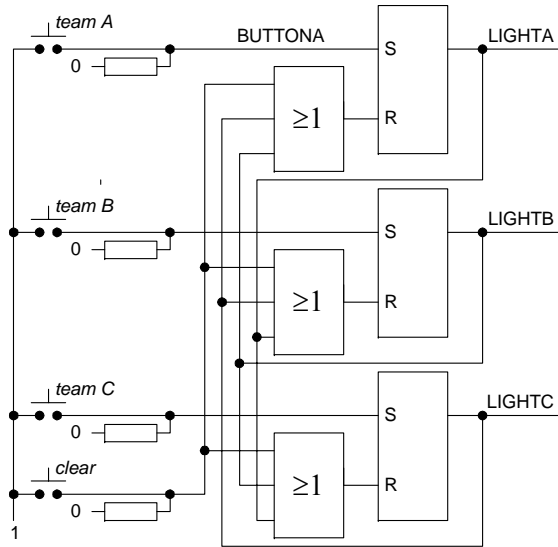 team A
BUTTONA
LIGHTA
0
S
≥1
R
team B
LIGHTB
0
S
≥1
R
team C
LIGHTC
0
S
clear
≥1
R
0
1